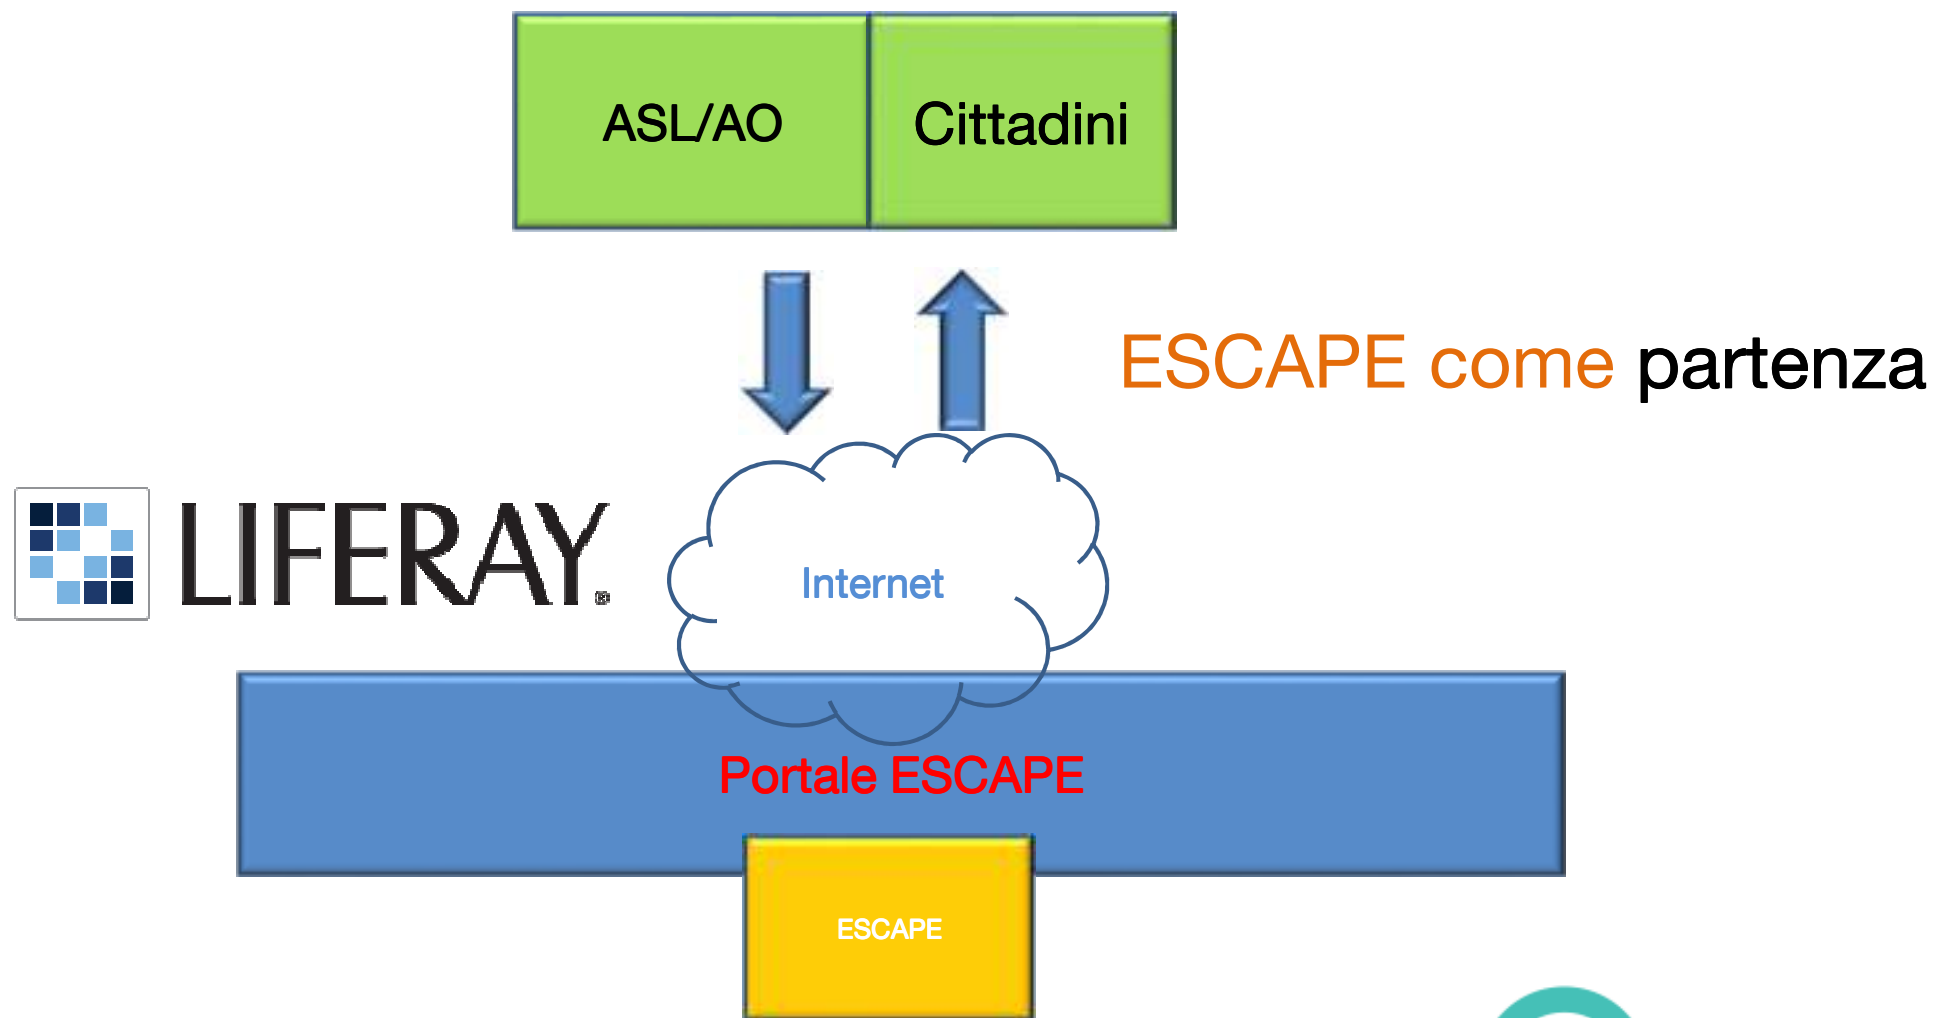 ASL/AO
Cittadini
ESCAPE come partenza
LIFERAY®
Internet
Portale ESCAPE
ESCAPE